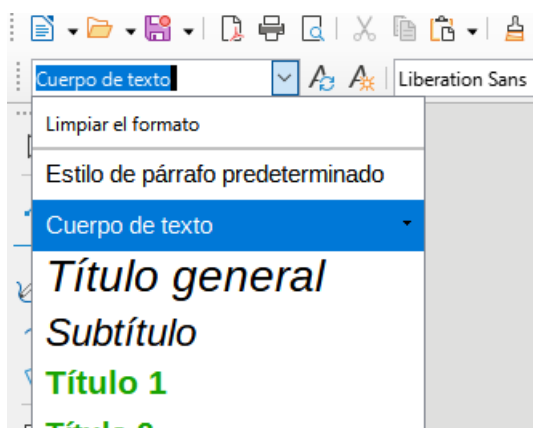 Cuerpo de texto
Liberation Sans
Limpiar el formato
Estilo de párrafo predeterminado
Cuerpo de texto
Título general
Subtítulo
Título 1